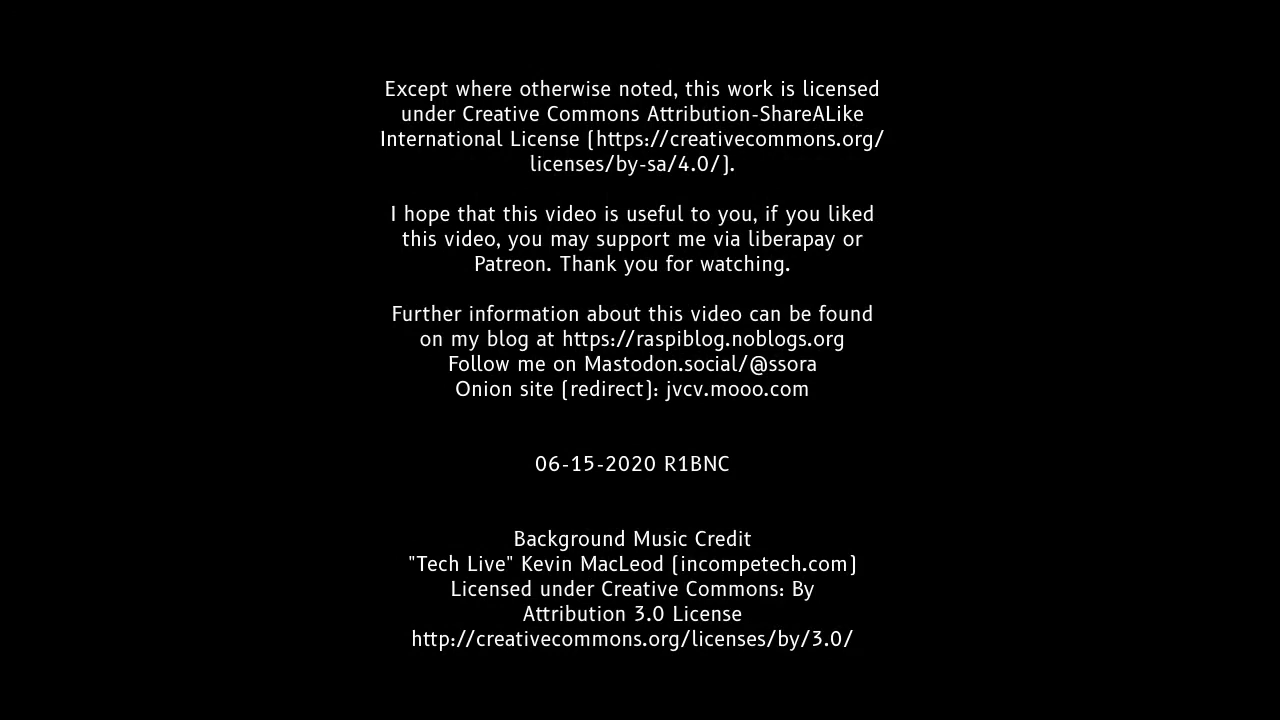 Except where otherwise noted, this work is licensed
under Creative Commons Attribution-ShareALike
International License (https://creativecommons.org/
licenses/by-sa/4.0/).
I hope that this video is useful to you, if you liked
this video, you may support me via liberapay or
Patreon. Thank you for watching.
Further information about this video can be found
on my blog at https://raspiblog.noblogs.org
Follow me on Mastodon.social/@ssora
Onion site (redirect): jvcv.mooo.com
06-15-2020 R1BNC
Background Music Credit
"Tech Live" Kevin MacLeod (incompetech.com)
Licensed under Creative Commons: By
Attribution 3.0 License
http://creativecommons.org/licenses/by/3.0/